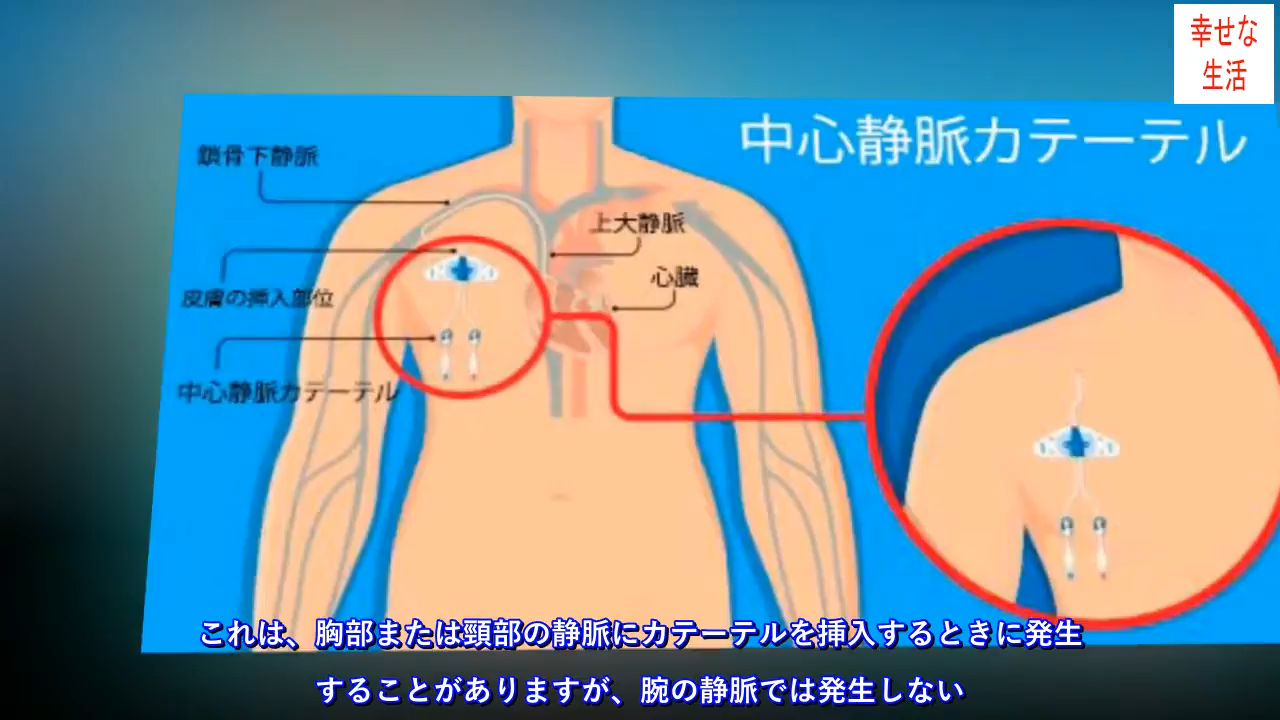 幸せな
生活
中心静脈カテーテル
鎖骨下静脈
上大静脈
心臓
皮膚の挿入部位
中心静脈カテーテル
これは、胸部または頸部の静脈にカテーテルを挿入するときに発生
することがありますが、腕の静脈では発生しない